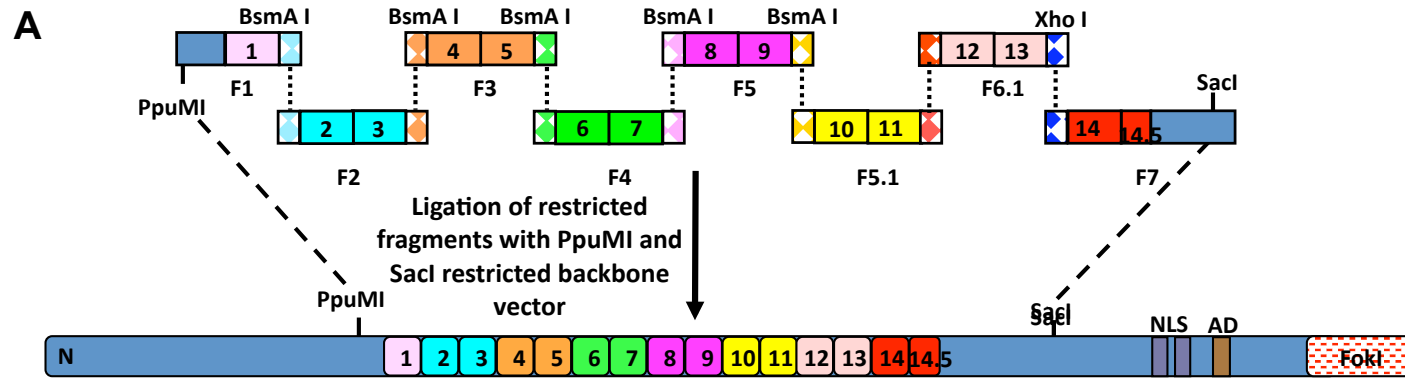 A
BsmA I BsmA I BsmA I BsmA I BsmA I Xho I
1 4 5 8 9 12 13
F1 F3 F5 F6.1 SacI
PpuMI
2 3 6 7 10 11 14 14.5
F2 F4 F5.1 F7
Ligation of restricted
fragments with PpuMI and
SacI restricted backbone
vector
PpuMI
SacI
SacI
NLS AD
N 1 2 3 4 5 6 7 8 9 10 11 12 13 14 14.5 FokI